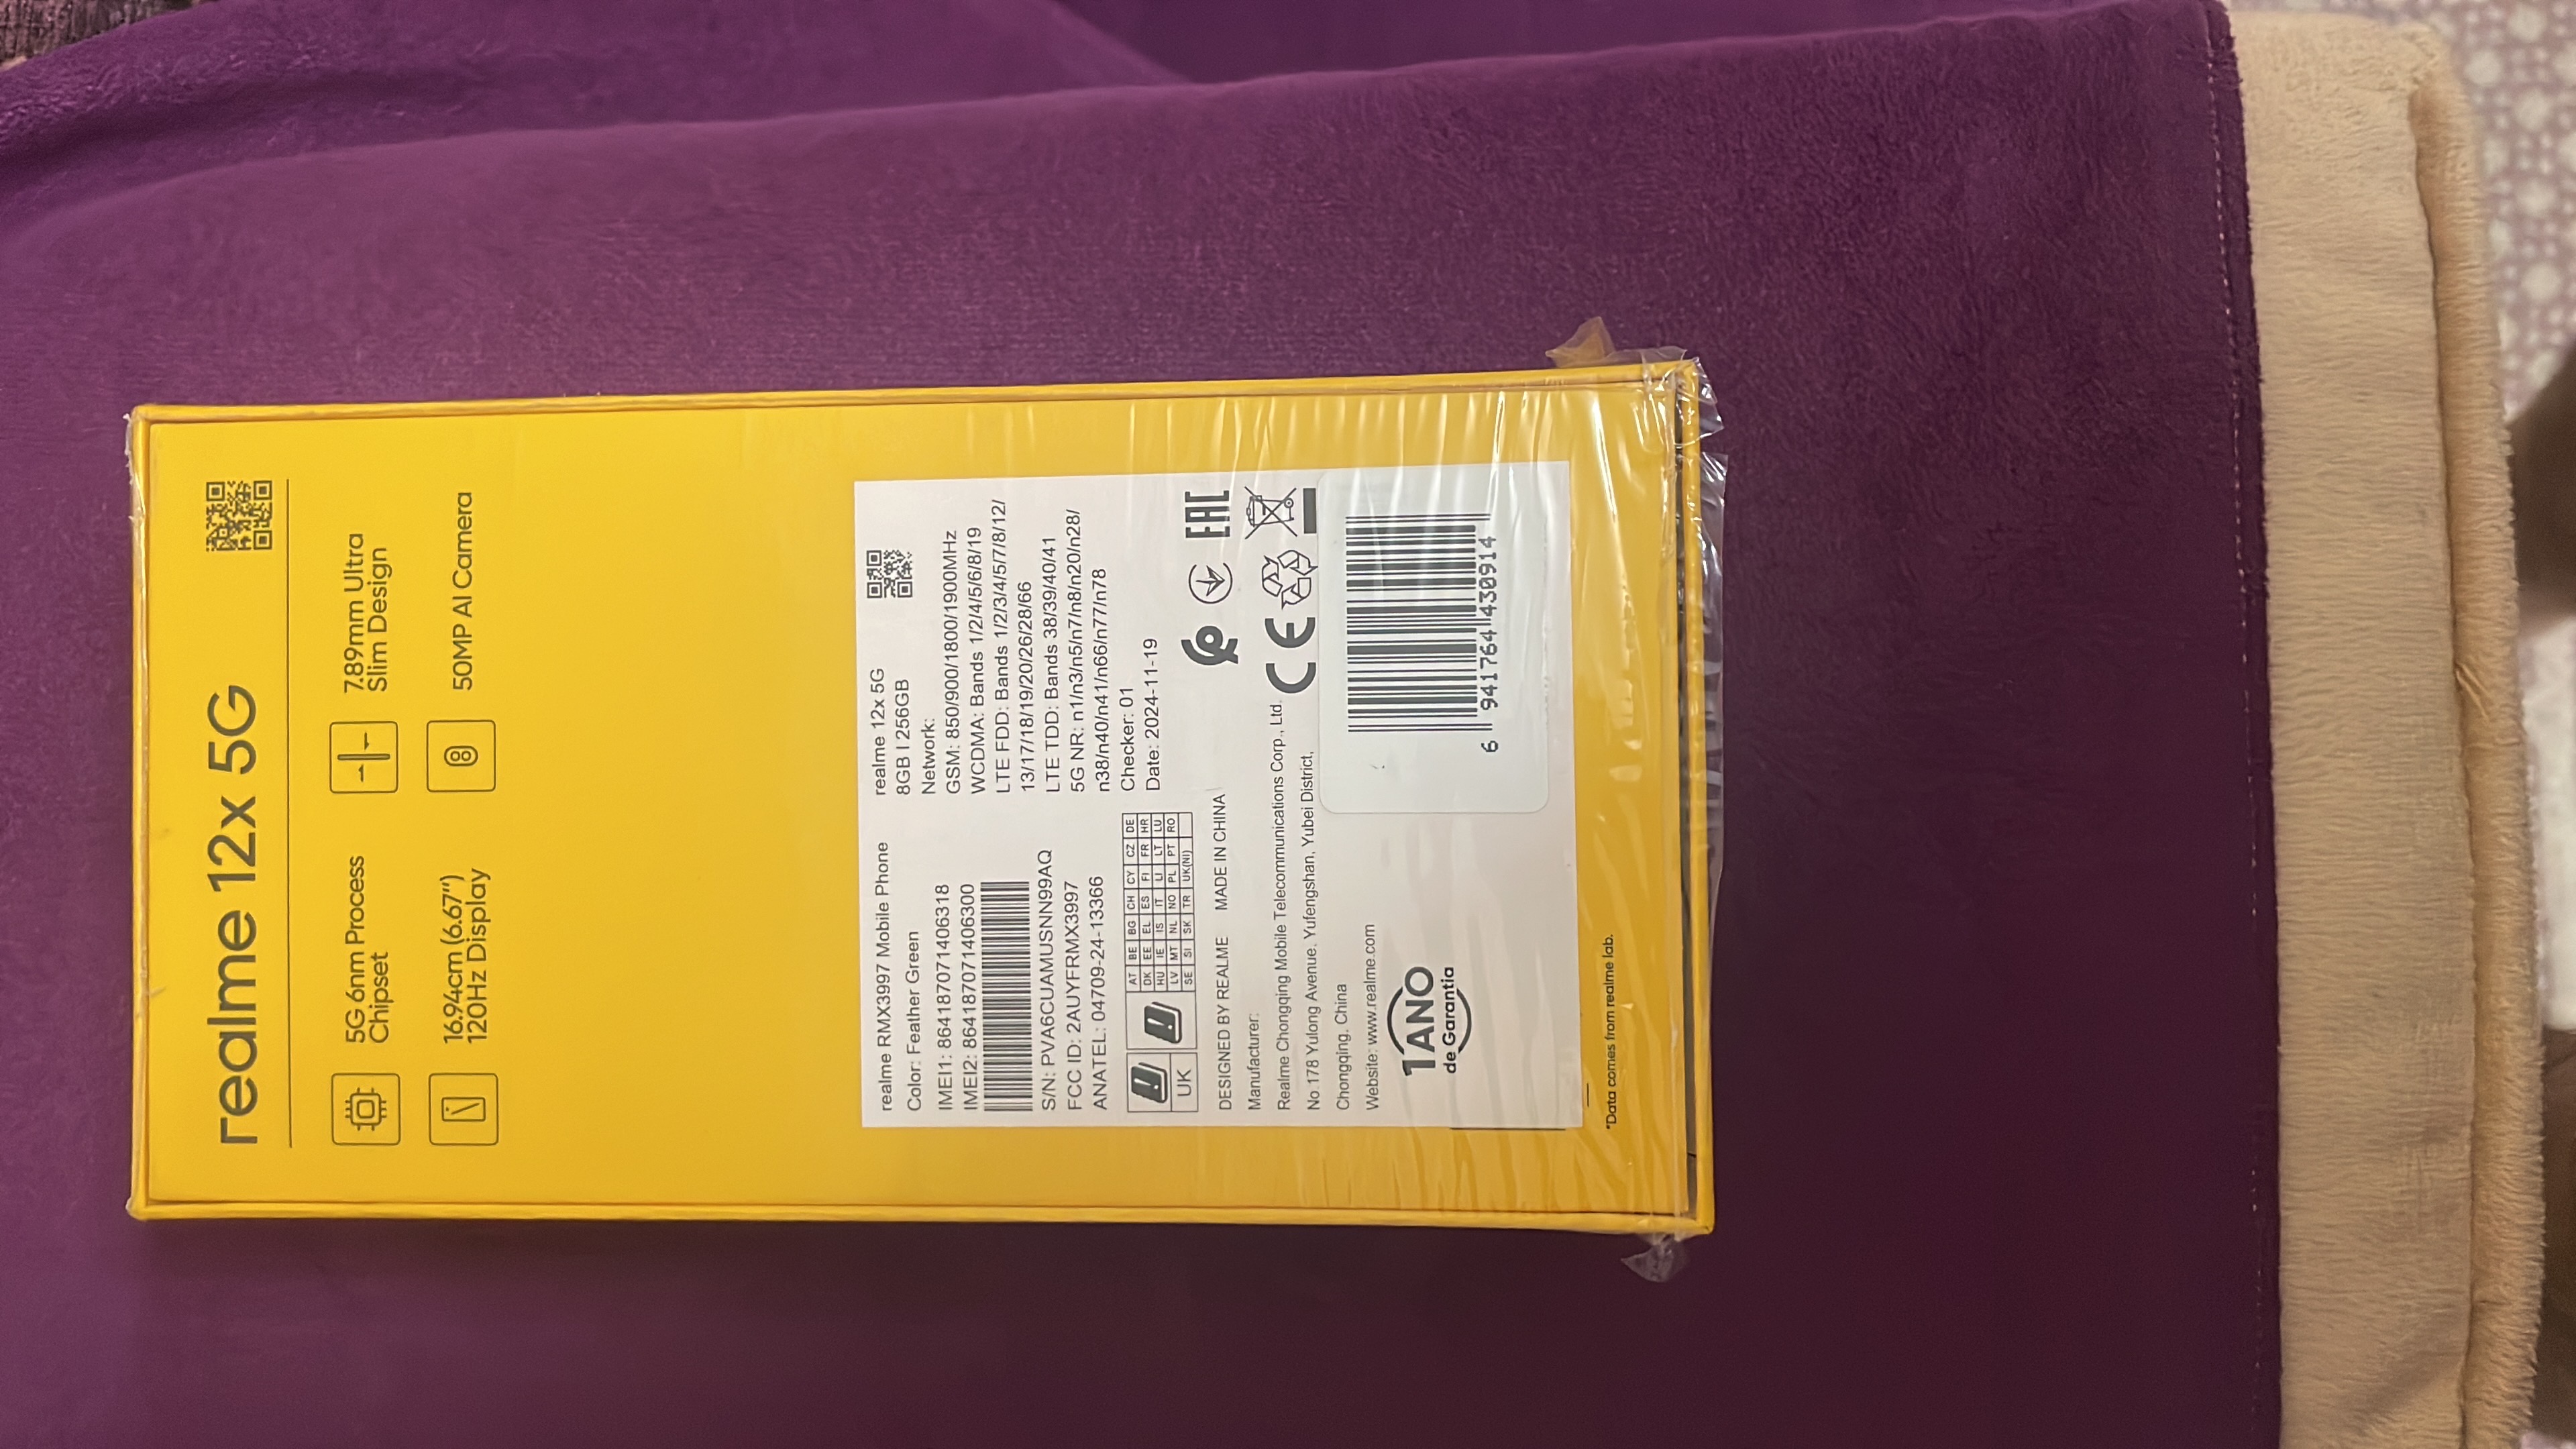 realme 12x 5G
5G 6nm Process
Chipset
7.89mm Ultra
Slim Design
16.94cm (6.67")
120Hz Display
50MP AI Camera
realme RMX3997 Mobile Phone
Color: Feather Green
IMEI1: 864187071406318
IMEI2: 864187071406300
S/N: PVA6CUAMUSNN99AQ
FCC ID: 2AUYFRMX3997
ANATEL: 04709-24-13366
realme 12x 5G
8GB I 256GB
Network:
GSM: 850/900/1800/1900MHz
WCDMA: Bands 1/2/4/5/6/8/19
LTE FDD: Bands 1/2/3/4/5/7/8/12/
13/17/18/19/20/26/28/66
LTE TDD: Bands 38/39/40/41
5G NR: n1/n3/n5/n7/n8/n20/n28/
n38/n40/n41/n66/n77/n78
Checker: 01
Date: 2024-11-19
UK
AT BE BG CH CY CZ DE
DK EE EL ES FI FR HR
HU IE IS IT LI LT LU
LV MT NL NO PL PT RO
SE SI SK TR UK(NI)
DESIGNED BY REALME MADE IN CHINA
Manufacturer:
Realme Chongqing Mobile Telecommunications Corp., Ltd.
No.178 Yulong Avenue, Yufengshan, Yubei District,
Chongqing, China
Website: www.realme.com
EAC
CE
1 ANO
de Garantia
6 941764 430914
*Data comes from realme lab.